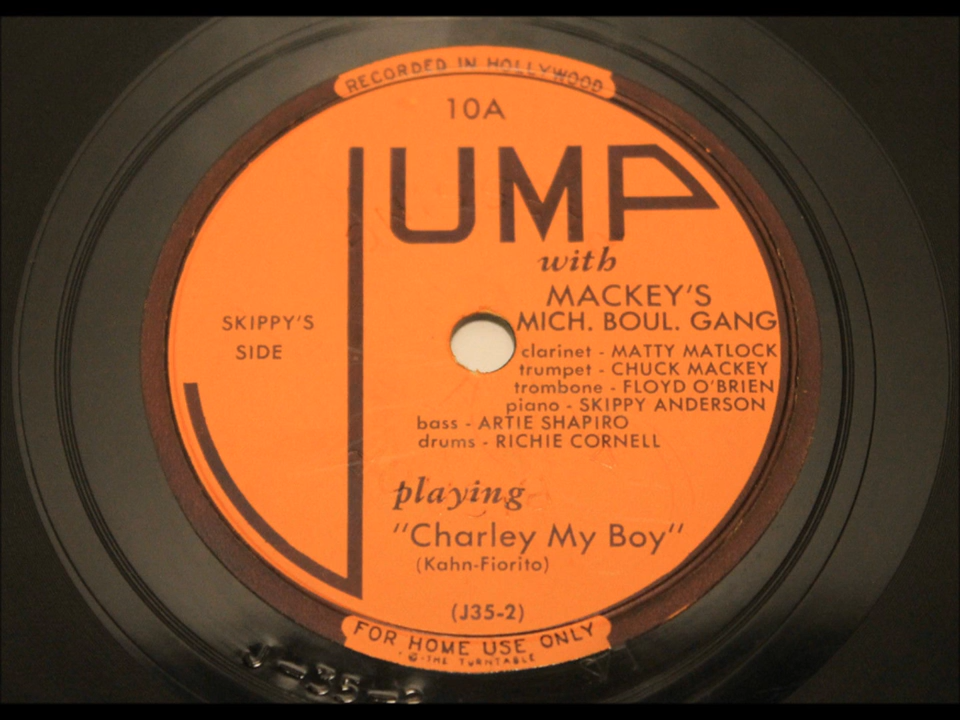 RECORDED IN HOLLYWOOD
10A
JUMP
with
MACKEY'S
MICH. BOUL. GANG
SKIPPY'S
SIDE
clarinet - MATTY MATLOCK
trumpet - CHUCK MACKEY
trombone - FLOYD O'BRIEN
piano - SKIPPY ANDERSON
bass - ARTIE SHAPIRO
drums - RICHIE CORNELL
playing
"Charley My Boy"
(Kahn-Fiorito)
(J35-2)
FOR HOME USE ONLY
©-THE TURNTABLE